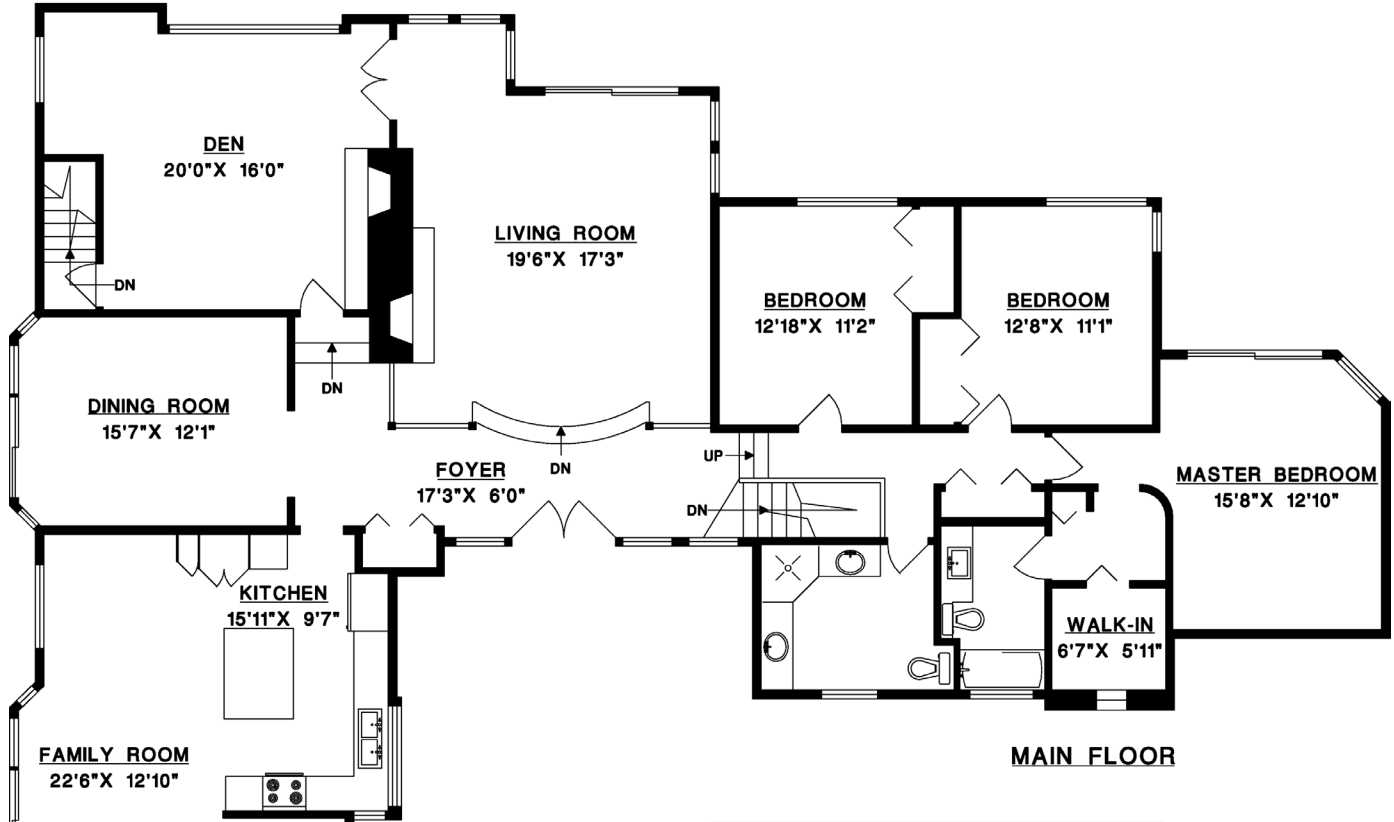 DEN
20'0"X 16'0"
LIVING ROOM
19'6"X 17'3"
DN
BEDROOM
12'18"X 11'2"
BEDROOM
12'8"X 11'1"
DN
DINING ROOM
15'7"X 12'1"
FOYER
17'3"X 6'0"
DN
UP
DN
MASTER BEDROOM
15'8"X 12'10"
KITCHEN
15'11"X 9'7"
WALK-IN
6'7"X 5'11"
FAMILY ROOM
22'6"X 12'10"
MAIN FLOOR